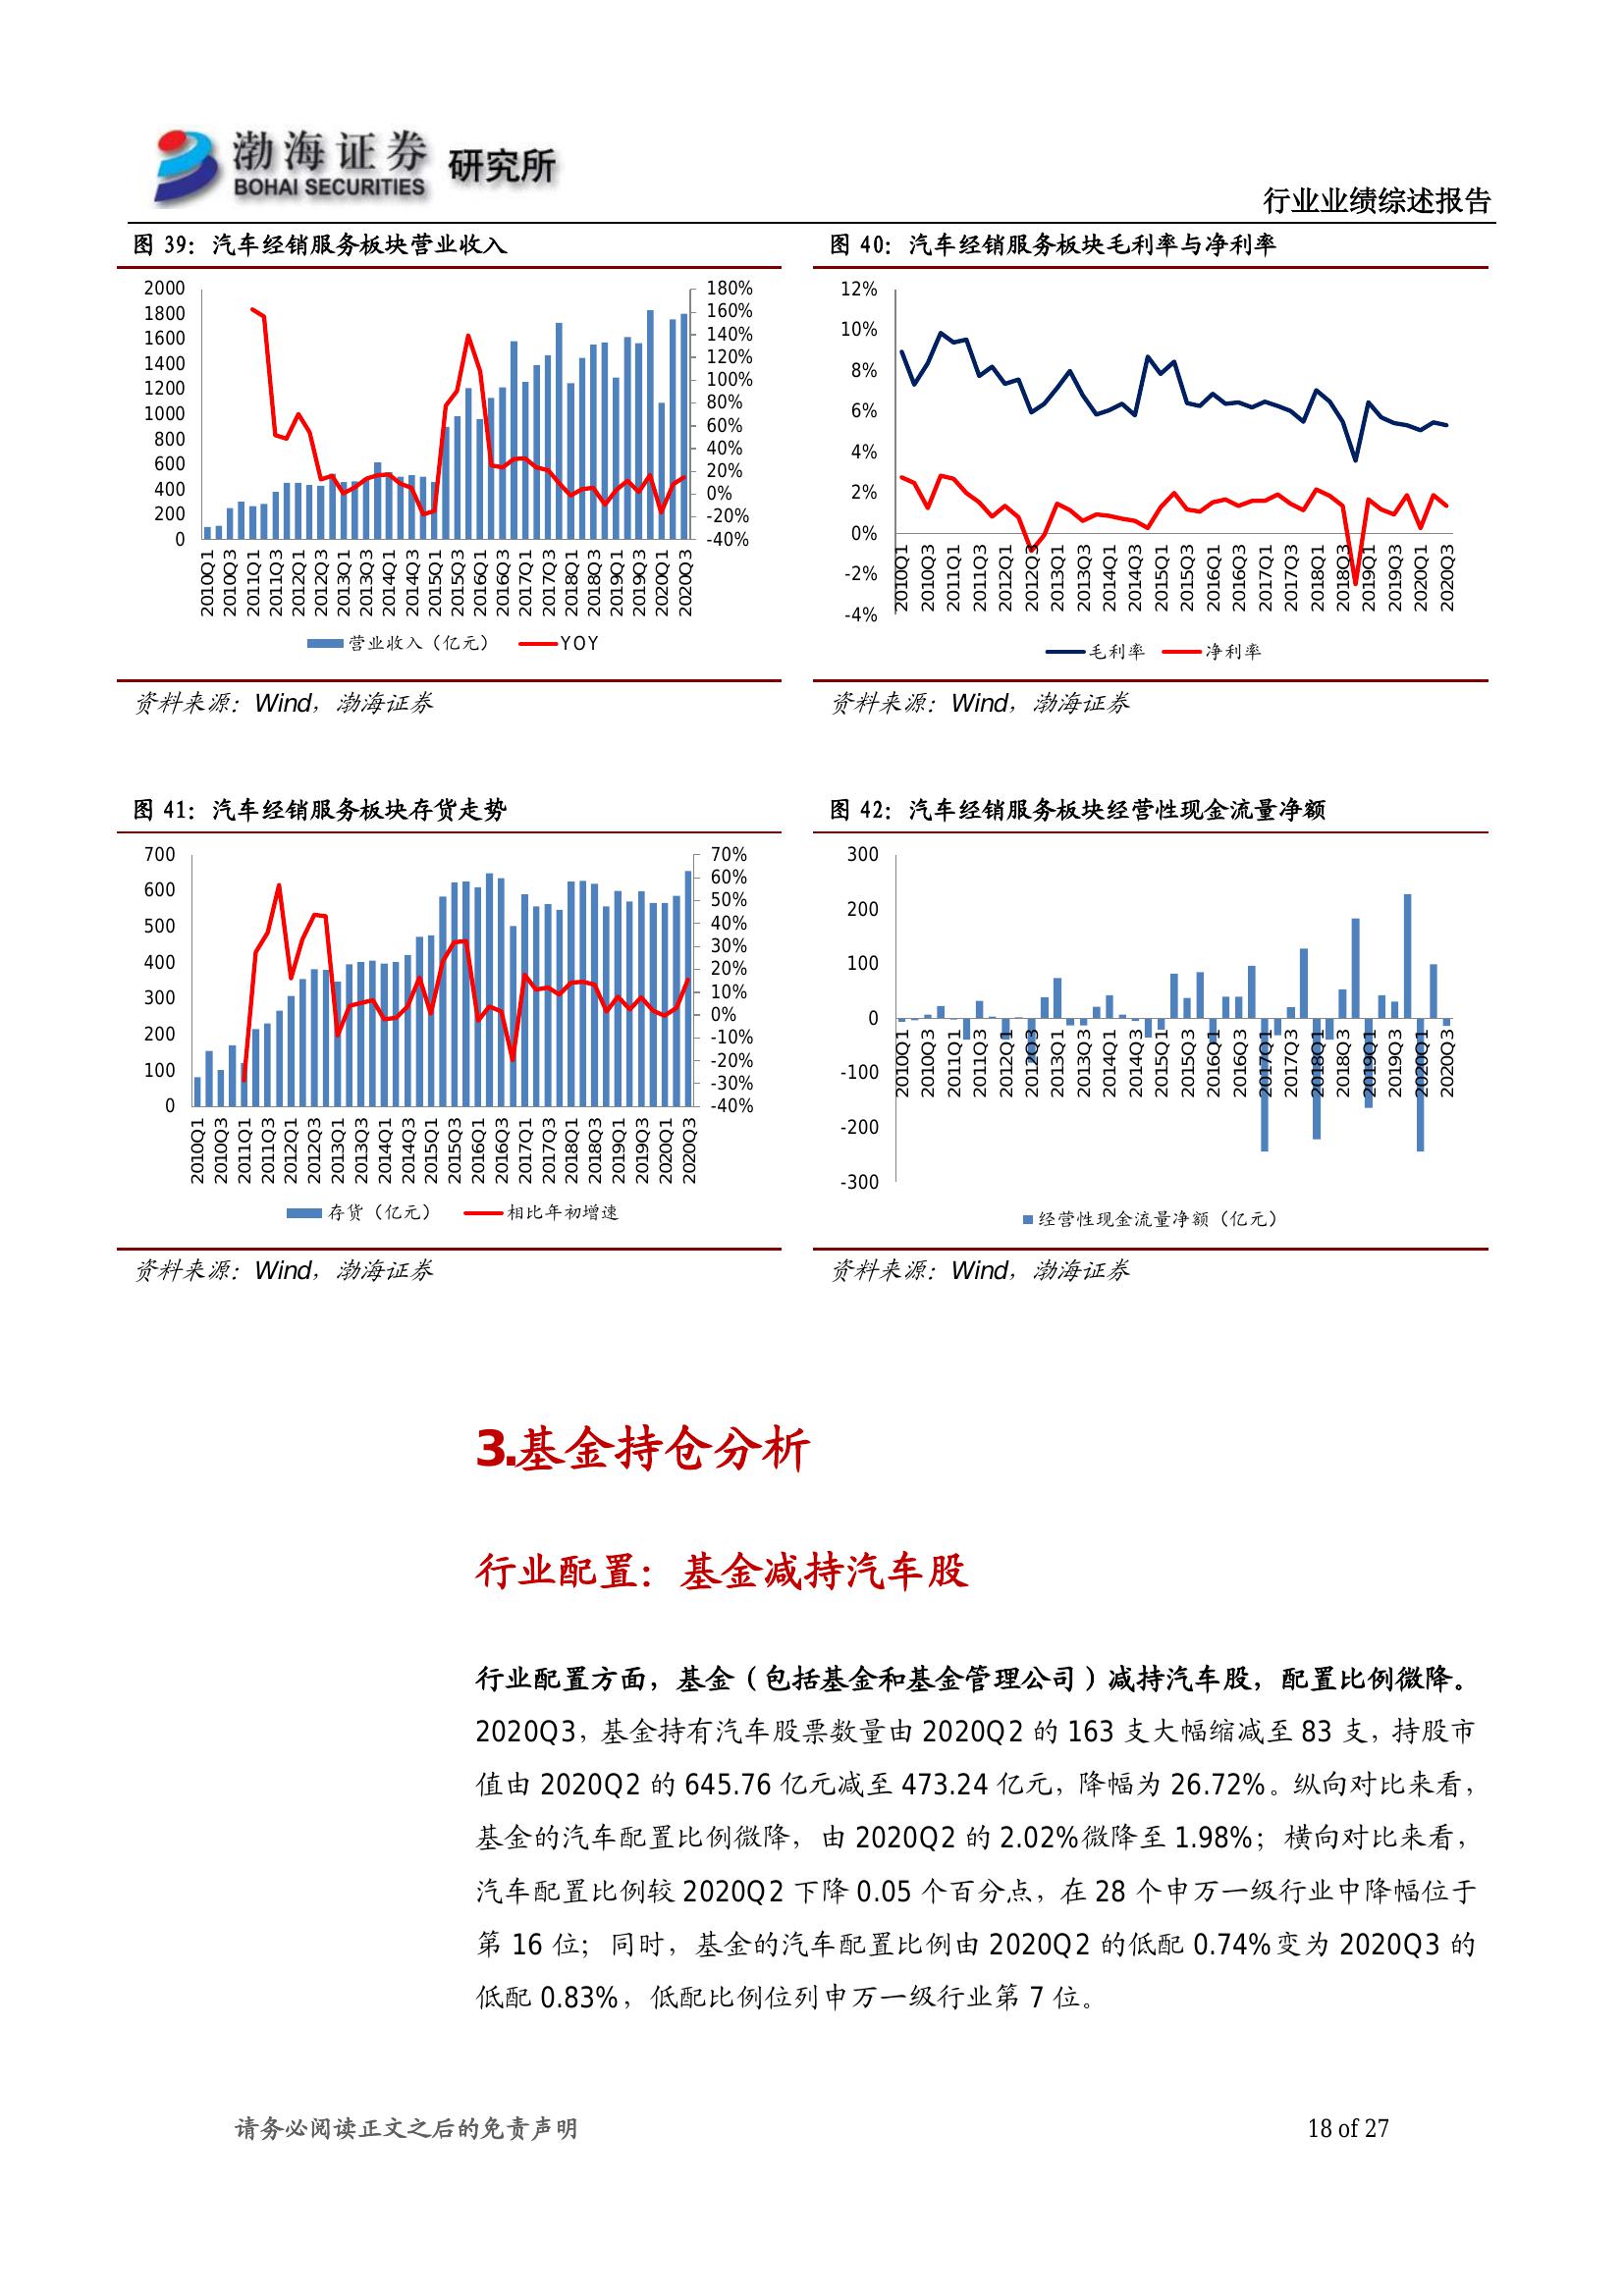 渤海证券 研究所
BOHAI SECURITIES
行业业绩综述报告
图 39：汽车经销服务板块营业收入
2000
1800
1600
1400
1200
1000
800
600
400
200
0
180%
160%
140%
120%
100%
80%
60%
40%
20%
0%
-20%
-40%
2010Q1 2010Q3 2011Q1 2011Q3 2012Q1 2012Q3 2013Q1 2013Q3 2014Q1 2014Q3 2015Q1 2015Q3 2016Q1 2016Q3 2017Q1 2017Q3 2018Q1 2018Q3 2019Q1 2019Q3 2020Q1 2020Q3
营业收入（亿元） YOY
资料来源：Wind，渤海证券
图 40：汽车经销服务板块毛利率与净利率
12%
10%
8%
6%
4%
2%
0%
-2%
-4%
2010Q1 2010Q3 2011Q1 2011Q3 2012Q1 2012Q3 2013Q1 2013Q3 2014Q1 2014Q3 2015Q1 2015Q3 2016Q1 2016Q3 2017Q1 2017Q3 2018Q1 2018Q3 2019Q1 2019Q3 2020Q1 2020Q3
毛利率 净利率
资料来源：Wind，渤海证券
图 41：汽车经销服务板块存货走势
700
600
500
400
300
200
100
0
70%
60%
50%
40%
30%
20%
10%
0%
-10%
-20%
-30%
-40%
2010Q1 2010Q3 2011Q1 2011Q3 2012Q1 2012Q3 2013Q1 2013Q3 2014Q1 2014Q3 2015Q1 2015Q3 2016Q1 2016Q3 2017Q1 2017Q3 2018Q1 2018Q3 2019Q1 2019Q3 2020Q1 2020Q3
存货（亿元） 相比年初增速
资料来源：Wind，渤海证券
图 42：汽车经销服务板块经营性现金流量净额
300
200
100
0
-100
-200
-300
2010Q1 2010Q3 2011Q1 2011Q3 2012Q1 2012Q3 2013Q1 2013Q3 2014Q1 2014Q3 2015Q1 2015Q3 2016Q1 2016Q3 2017Q1 2017Q3 2018Q1 2018Q3 2019Q1 2019Q3 2020Q1 2020Q3
经营性现金流量净额（亿元）
资料来源：Wind，渤海证券
3.基金持仓分析
行业配置：基金减持汽车股
行业配置方面，基金（包括基金和基金管理公司）减持汽车股，配置比例微降。
2020Q3，基金持有汽车股票数量由 2020Q2 的 163 支大幅缩减至 83 支，持股市
值由 2020Q2 的 645.76 亿元减至 473.24 亿元，降幅为 26.72%。纵向对比来看，
基金的汽车配置比例微降，由 2020Q2 的 2.02%微降至 1.98%；横向对比来看，
汽车配置比例较 2020Q2 下降 0.05 个百分点，在 28 个申万一级行业中降幅位于
第 16 位；同时，基金的汽车配置比例由 2020Q2 的低配 0.74%变为 2020Q3 的
低配 0.83%，低配比例位列申万一级行业第 7 位。
请务必阅读正文之后的免责声明
18 of 27